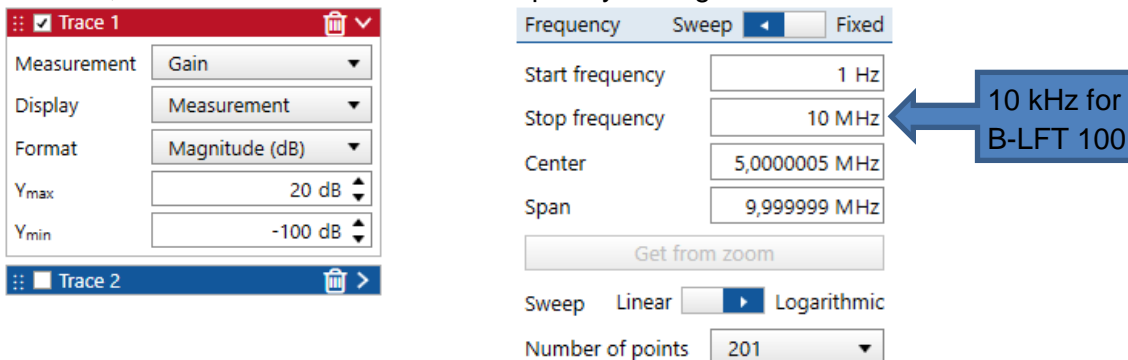 Trace 1
Measurement Gain
Display Measurement
Format Magnitude (dB)
Ymax 20 dB
Ymin -100 dB
Trace 2
Frequency Sweep Fixed
Start frequency 1 Hz
Stop frequency 10 MHz
Center 5,0000005 MHz
Span 9,999999 MHz
Get from zoom
Sweep Linear Logarithmic
Number of points 201
10 kHz for
B-LFT 100